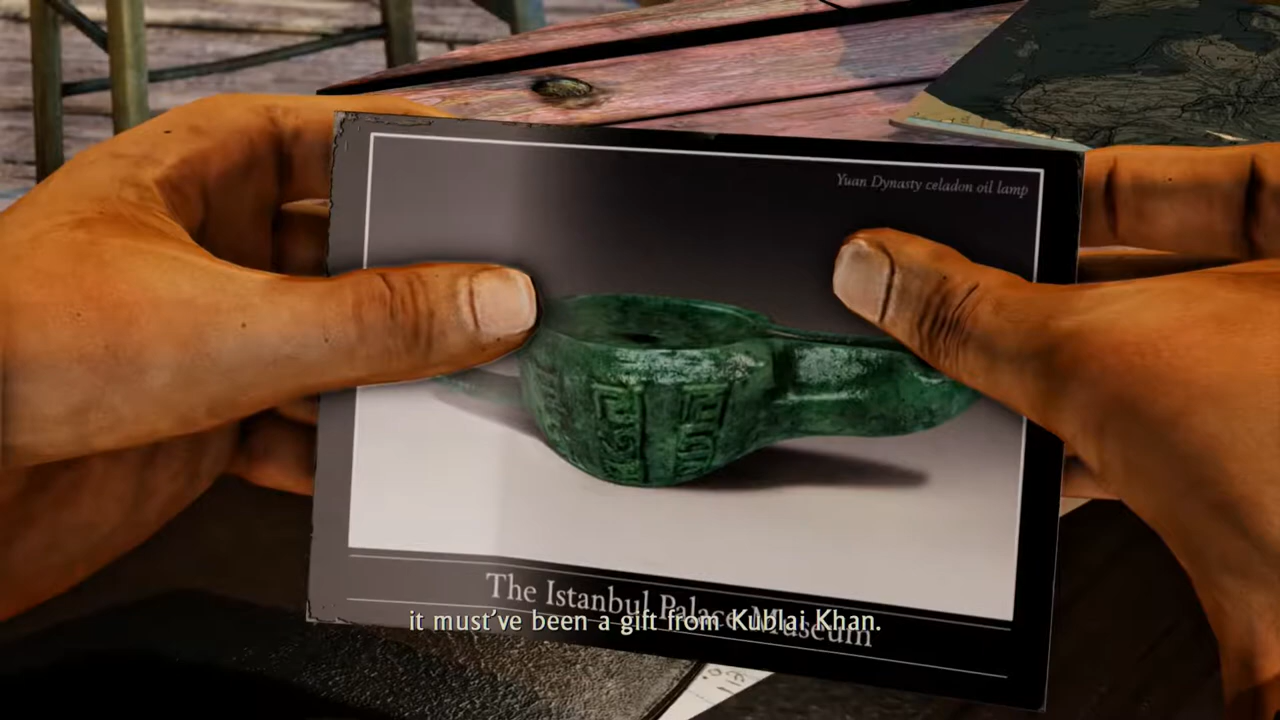 Yuan Dynasty celadon oil lamp
The Istanbul Palace Museum
it must've been a gift from Kublai Khan.